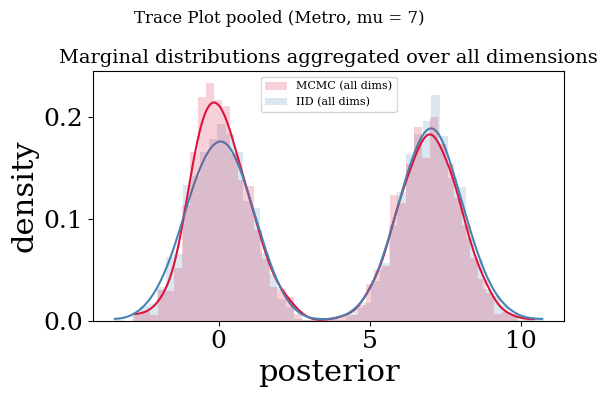 Trace Plot pooled (Metro, mu = 7)
Marginal distributions aggregated over all dimensions
MCMC (all dims)
IID (all dims)
density
0.2
0.1
0.0
0
5
10
posterior